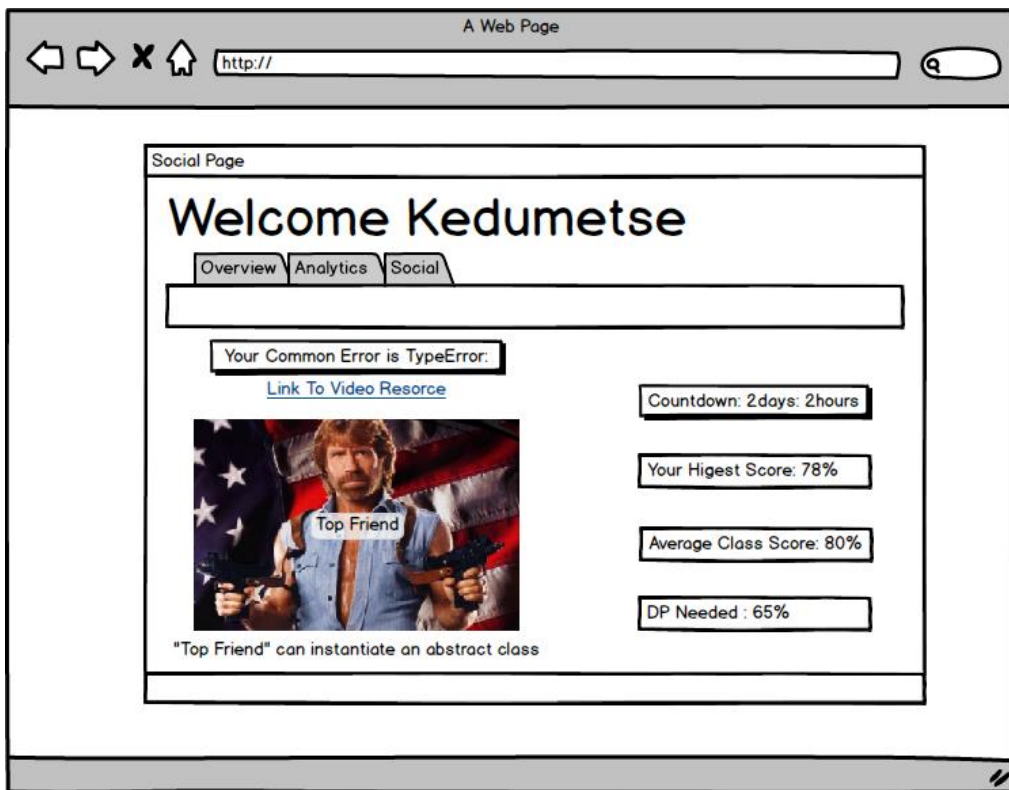 A Web Page
http://
Social Page
Welcome Kedumetse
Overview Analytics Social
Your Common Error is TypeError:
Link To Video Resorce
Top Friend
"Top Friend" can instantiate an abstract class
Countdown: 2days: 2hours
Your Higest Score: 78%
Average Class Score: 80%
DP Needed : 65%